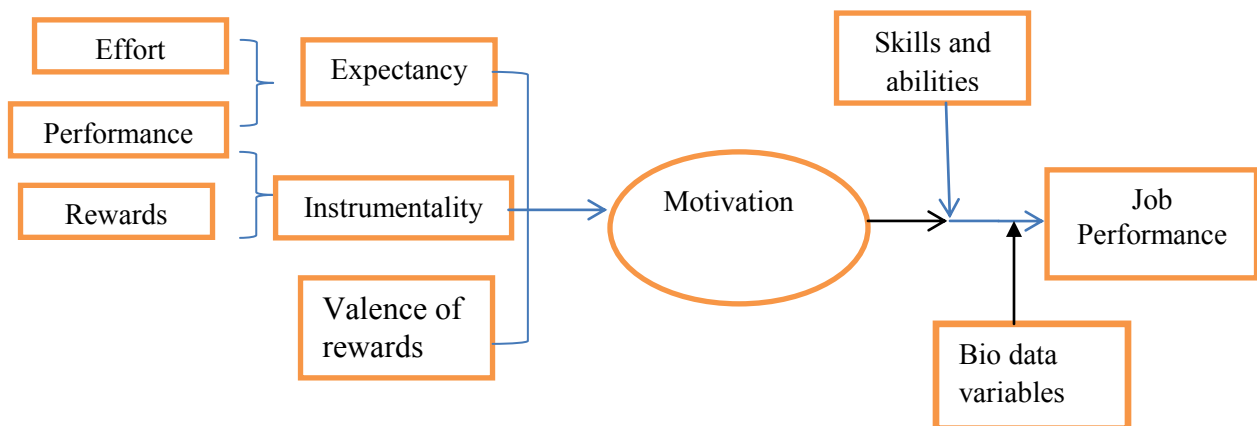 Effort
Performance
Rewards
Expectancy
Instrumentality
Valence of
rewards
Motivation
Skills and
abilities
Job
Performance
Bio data
variables